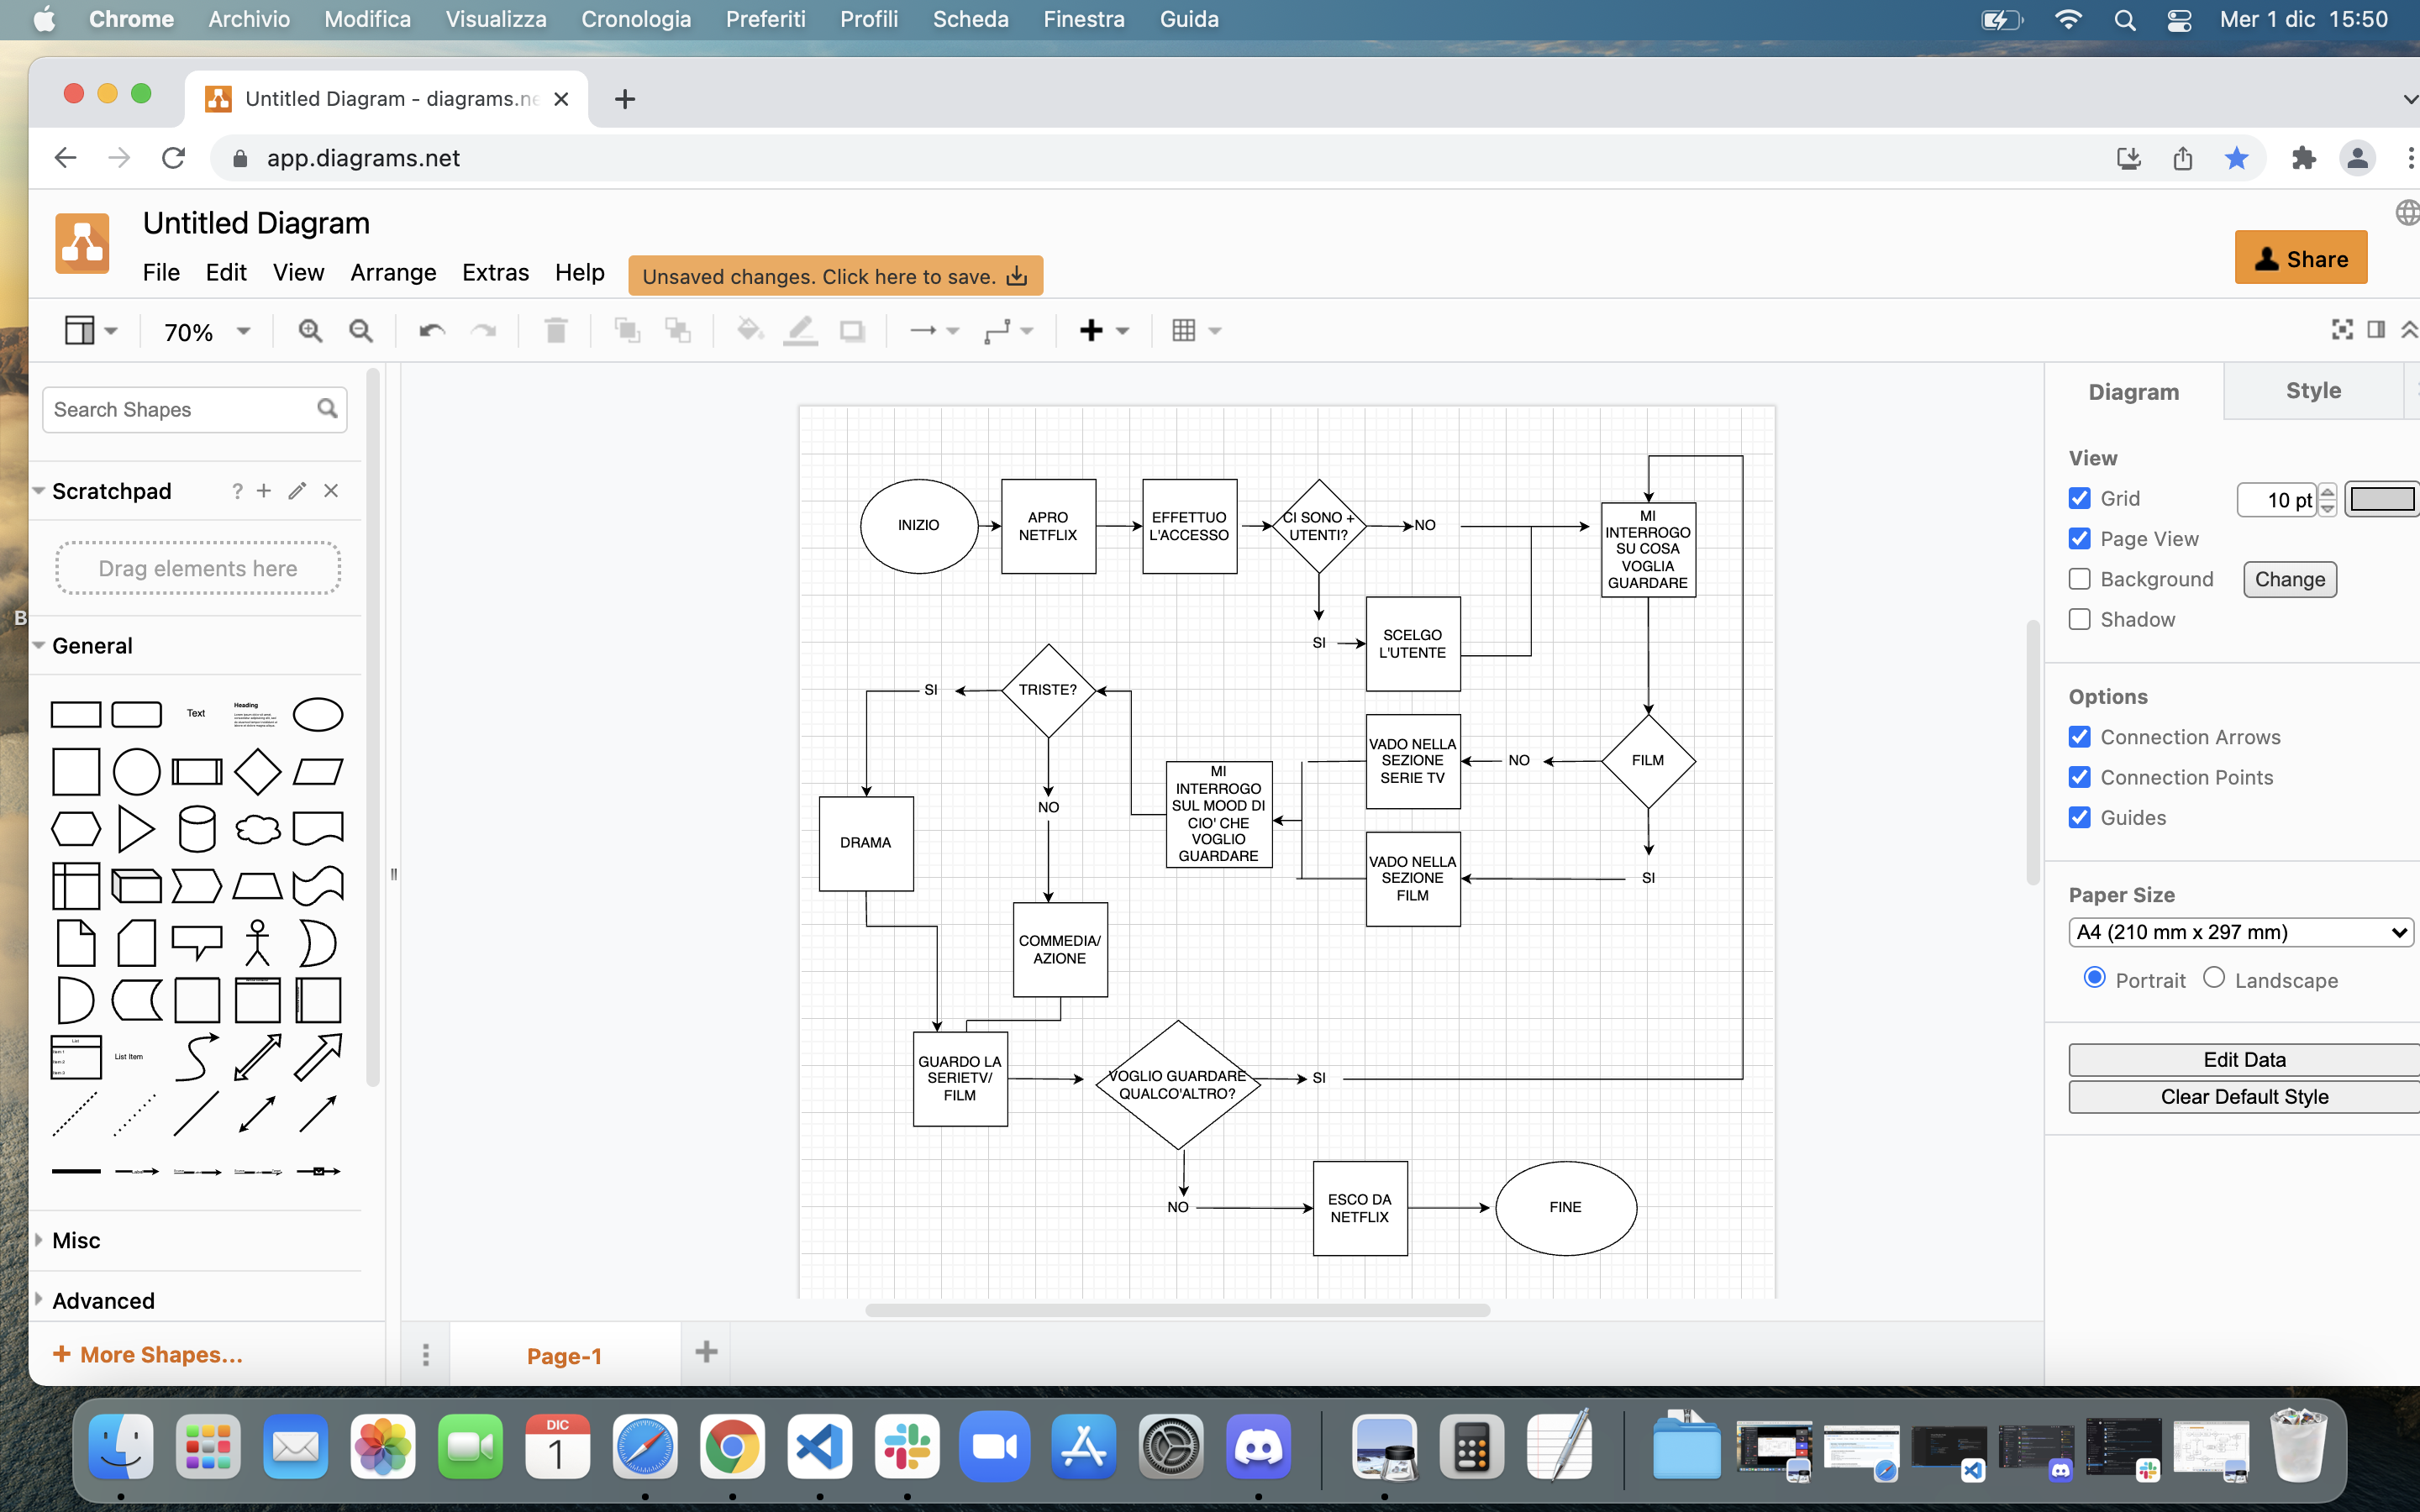 Chrome Archivio Modifica Visualizza Cronologia Preferiti Profili Scheda Finestra Guida Mer 1 dic 15:50
Untitled Diagram - diagrams.ne
app.diagrams.net
Untitled Diagram
File Edit View Arrange Extras Help Unsaved changes. Click here to save.
Share
70%
Search Shapes
Scratchpad
?
Drag elements here
General
Text
Heading
List
Item 1
Item 2
Item 3
List Item
Misc
Advanced
+ More Shapes...
B
INIZIO
APRO
NETFLIX
EFFETTUO
L'ACCESSO
CI SONO +
UTENTI?
NO
MI
INTERROGO
SU COSA
VOGLIA
GUARDARE
SI
SCELGO
L'UTENTE
SI
TRISTE?
VADO NELLA
SEZIONE
SERIE TV
NO
FILM
MI
INTERROGO
SUL MOOD DI
CIO' CHE
VOGLIO
GUARDARE
NO
DRAMA
VADO NELLA
SEZIONE
FILM
SI
COMMEDIA/
AZIONE
GUARDO LA
SERIETV/
FILM
VOGLIO GUARDARE
QUALCO'ALTRO?
SI
NO
ESCO DA
NETFLIX
FINE
Page-1
Diagram
Style
View
Grid
10 pt
Page View
Background
Change
Shadow
Options
Connection Arrows
Connection Points
Guides
Paper Size
A4 (210 mm x 297 mm)
Portrait
Landscape
Edit Data
Clear Default Style
DIC
1